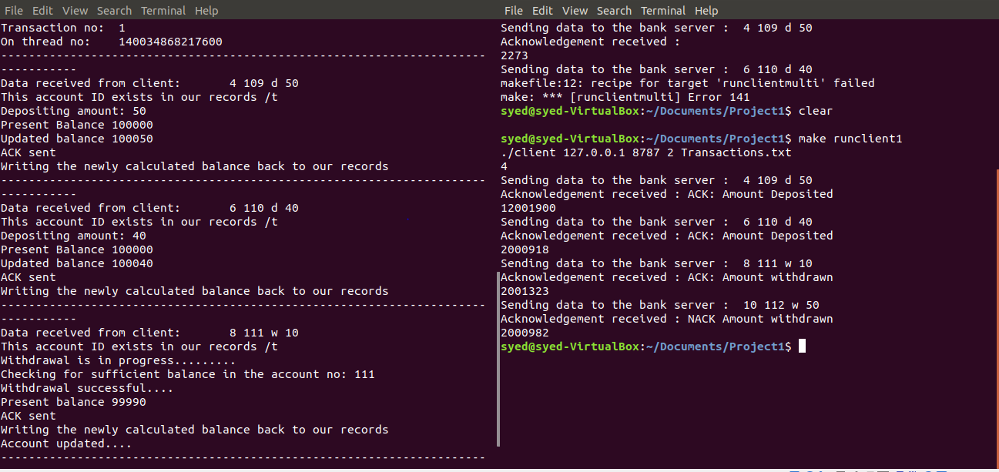 File Edit View Search Terminal Help
Transaction no:  1
On thread no:    140034868217600
----------------------------------------------------------------------
-----------
Data received from client:       4 109 d 50
This account ID exists in our records /t
Depositing amount: 50
Present Balance 100000
Updated balance 100050
ACK sent
Writing the newly calculated balance back to our records
----------------------------------------------------------------------
-----------
Data received from client:       6 110 d 40
This account ID exists in our records /t
Depositing amount: 40
Present Balance 100000
Updated balance 100040
ACK sent
Writing the newly calculated balance back to our records
----------------------------------------------------------------------
-----------
Data received from client:       8 111 w 10
This account ID exists in our records /t
Withdrawal is in progress.........
Checking for sufficient balance in the account no: 111
Withdrawal successful....
Present balance 99990
ACK sent
Writing the newly calculated balance back to our records
Account updated....
----------------------------------------------------------------------
File Edit View Search Terminal Help
Sending data to the bank server :  4 109 d 50
Acknowledgement received :
2273
Sending data to the bank server :  6 110 d 40
makefile:12: recipe for target 'runclientmulti' failed
make: *** [runclientmulti] Error 141
syed@syed-VirtualBox:~/Documents/Project1$ clear
syed@syed-VirtualBox:~/Documents/Project1$ make runclient1
./client 127.0.0.1 8787 2 Transactions.txt
4
Sending data to the bank server :  4 109 d 50
Acknowledgement received : ACK: Amount Deposited
12001900
Sending data to the bank server :  6 110 d 40
Acknowledgement received : ACK: Amount Deposited
2000918
Sending data to the bank server :  8 111 w 10
Acknowledgement received : ACK: Amount withdrawn
2001323
Sending data to the bank server :  10 112 w 50
Acknowledgement received : NACK Amount withdrawn
2000982
syed@syed-VirtualBox:~/Documents/Project1$